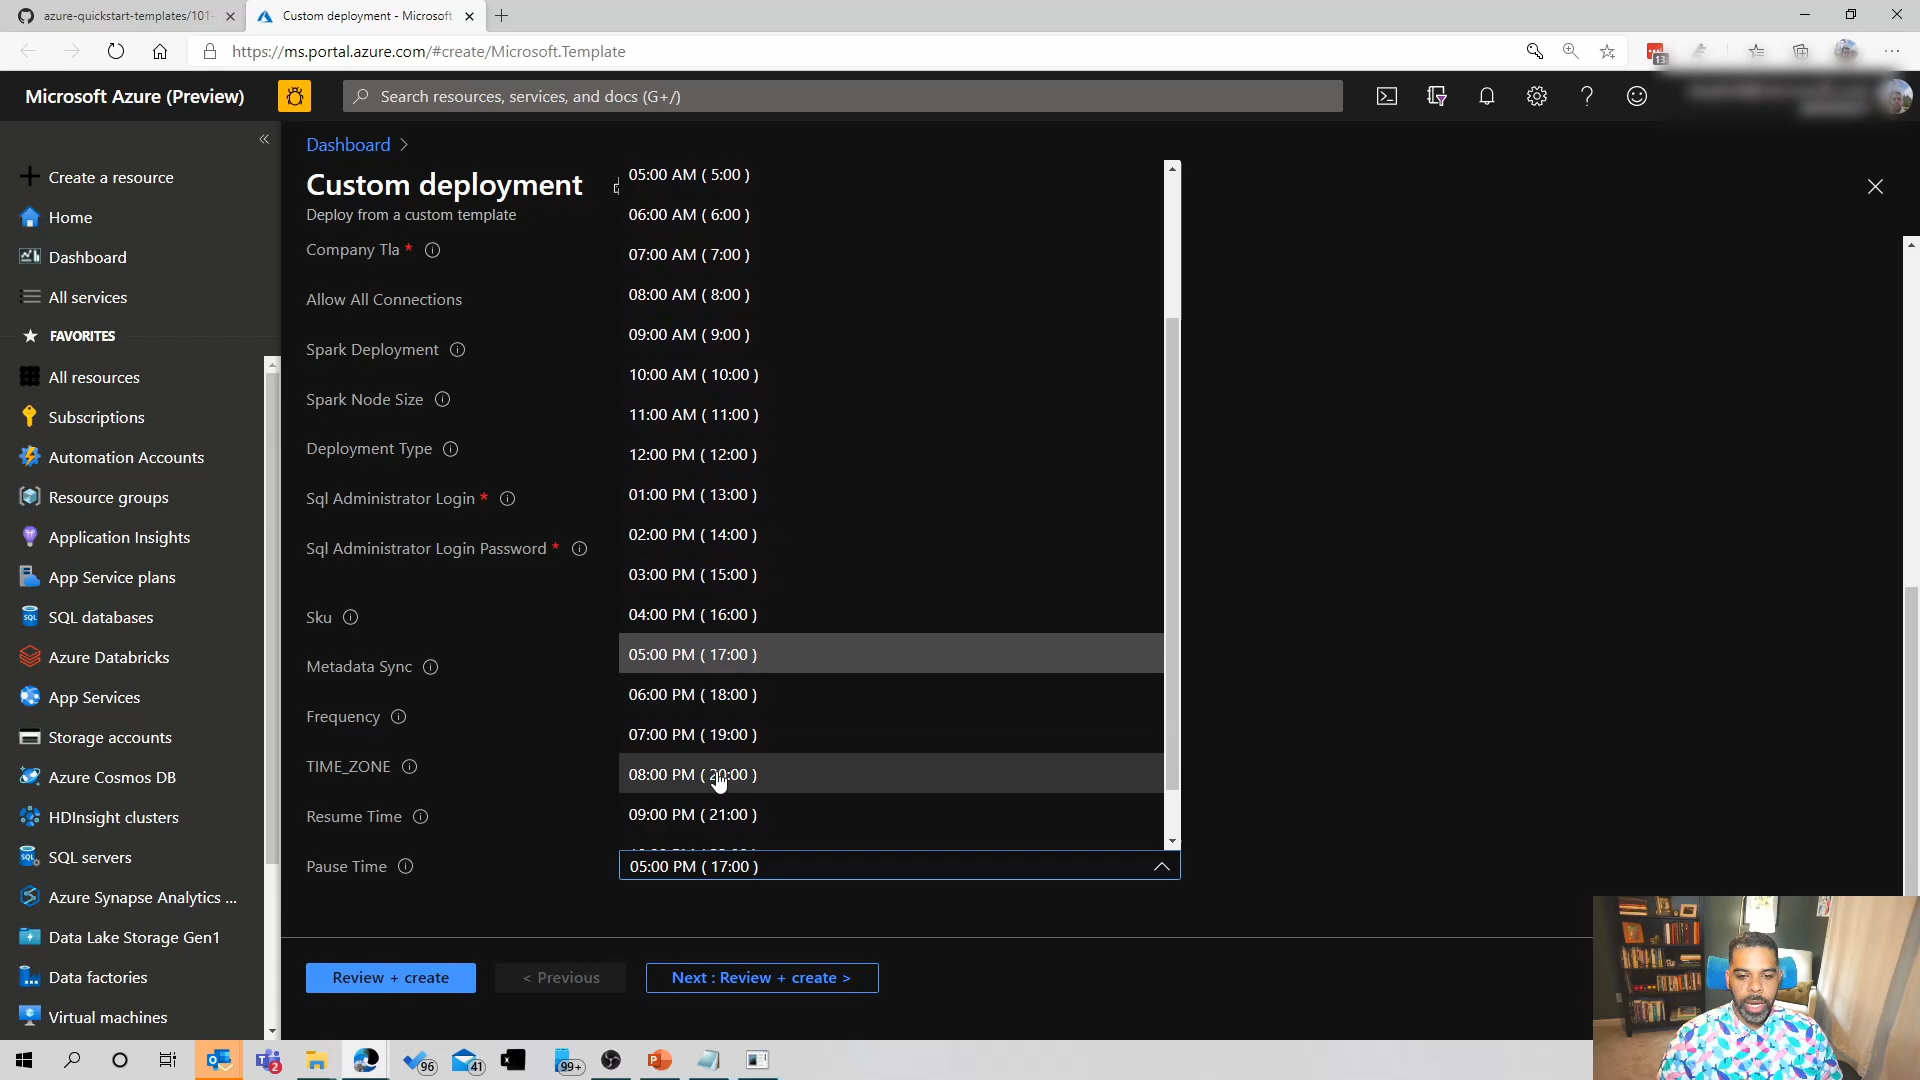 azure-quickstart-templates/101-
Custom deployment - Microsoft
https://ms.portal.azure.com/#create/Microsoft.Template
13
Microsoft Azure (Preview)
Search resources, services, and docs (G+/)
Create a resource
Home
Dashboard
All services
FAVORITES
All resources
Subscriptions
Automation Accounts
Resource groups
Application Insights
App Service plans
SQL databases
Azure Databricks
App Services
Storage accounts
Azure Cosmos DB
HDInsight clusters
SQL servers
Azure Synapse Analytics ...
Data Lake Storage Gen1
Data factories
Virtual machines
Dashboard >
Custom deployment
Deploy from a custom template
Company Tla *
Allow All Connections
Spark Deployment
Spark Node Size
Deployment Type
Sql Administrator Login *
Sql Administrator Login Password *
Sku
Metadata Sync
Frequency
TIME_ZONE
Resume Time
Pause Time
05:00 AM ( 5:00 )
06:00 AM ( 6:00 )
07:00 AM ( 7:00 )
08:00 AM ( 8:00 )
09:00 AM ( 9:00 )
10:00 AM ( 10:00 )
11:00 AM ( 11:00 )
12:00 PM ( 12:00 )
01:00 PM ( 13:00 )
02:00 PM ( 14:00 )
03:00 PM ( 15:00 )
04:00 PM ( 16:00 )
05:00 PM ( 17:00 )
06:00 PM ( 18:00 )
07:00 PM ( 19:00 )
08:00 PM ( 20:00 )
09:00 PM ( 21:00 )
05:00 PM ( 17:00 )
Review + create
< Previous
Next : Review + create >
2
96
41
99+